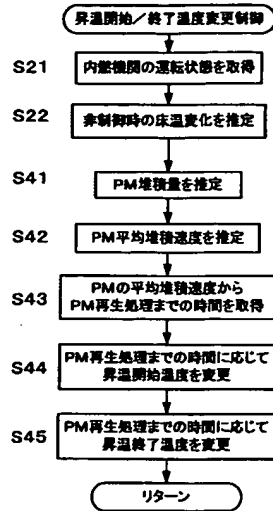 昇温開始／終了温度変更制御
S21
内燃機関の運転状態を取得
S22
非制御時の床温変化を推定
S41
PM堆積量を推定
S42
PM平均堆積速度を推定
S43
PMの平均堆積速度から
PM再生処理までの時間を取得
S44
PM再生処理までの時間に応じて
昇温開始温度を変更
S45
PM再生処理までの時間に応じて
昇温終了温度を変更
リターン